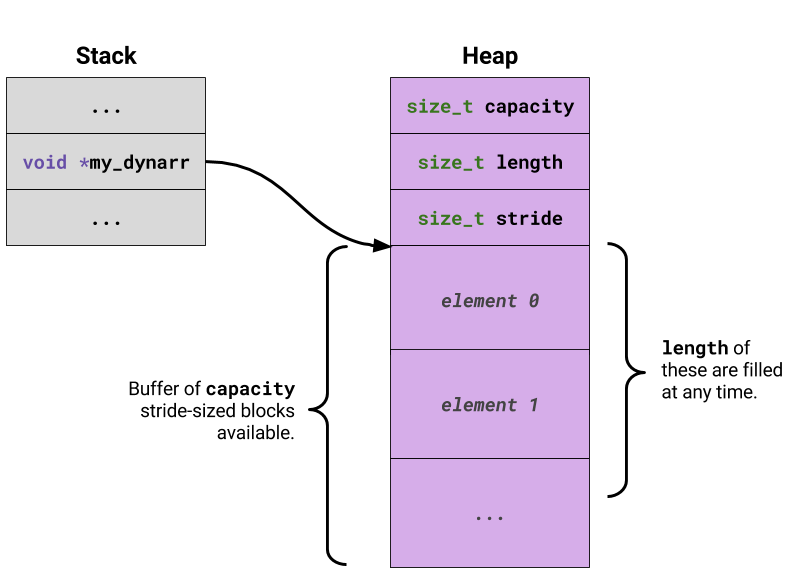 Stack
...
void *my_dynarr
...
Heap
size_t capacity
size_t length
size_t stride
element 0
element 1
...
Buffer of capacity
stride-sized blocks
available.
length of
these are filled
at any time.